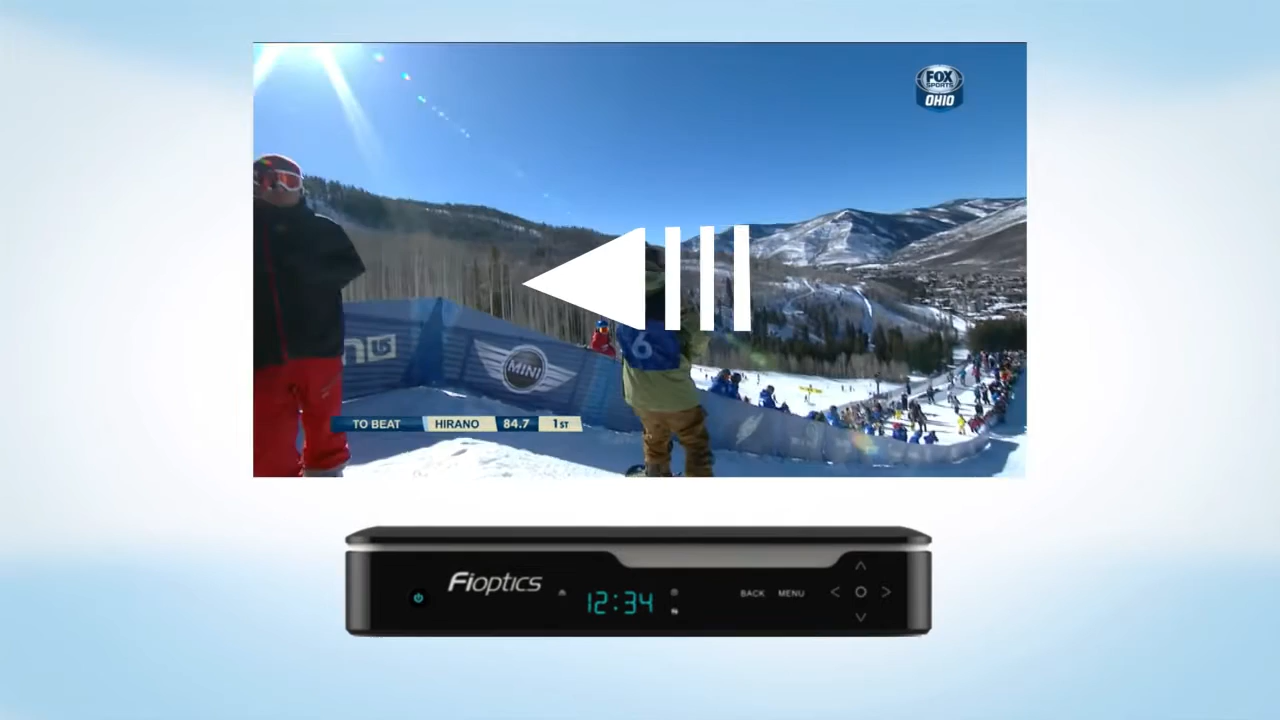 FOX
SPORTS
OHIO
6
MINI
TO BEAT HIRANO 84.7 1ST
Fioptics
12:34
BACK MENU